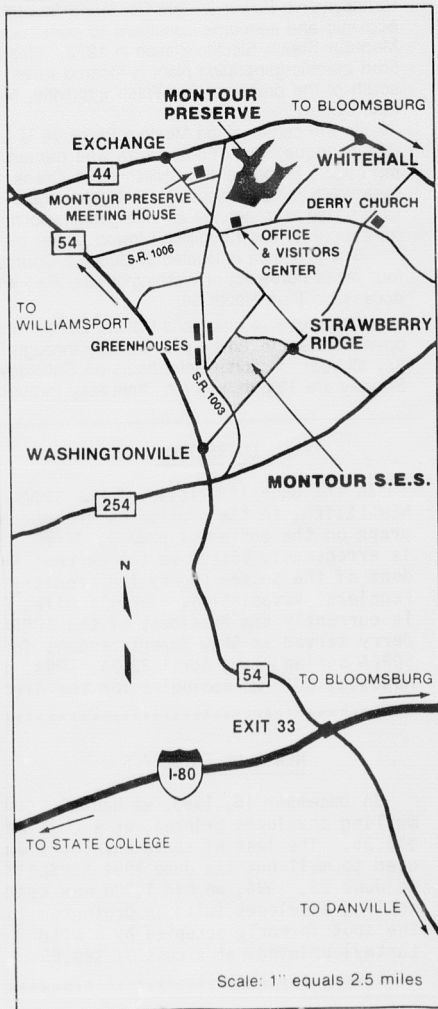 MONTOUR
PRESERVE
TO BLOOMSBURG
EXCHANGE
WHITEHALL
44
MONTOUR PRESERVE
MEETING HOUSE
DERRY CHURCH
54
OFFICE
& VISITORS
CENTER
S.R. 1006
TO
WILLIAMSPORT
STRAWBERRY
RIDGE
GREENHOUSES
S.R. 1003
WASHINGTONVILLE
MONTOUR S.E.S.
254
N
54
TO BLOOMSBURG
EXIT 33
I-80
TO STATE COLLEGE
TO DANVILLE
Scale: 1" equals 2.5 miles